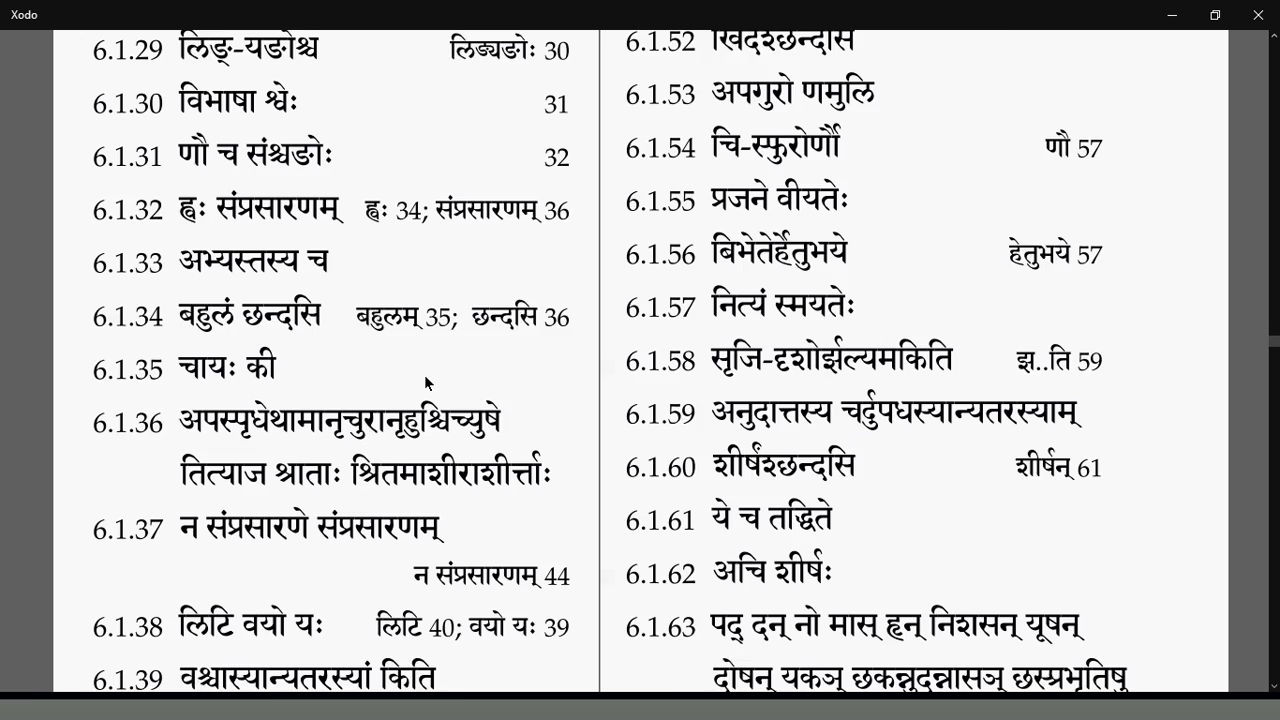 Xodo
6.1.29 लिङ्-यङोश्च लिङ्यङोः 30
6.1.30 विभाषा श्वेः 31
6.1.31 णौ च संश्चङोः 32
6.1.32 ह्वः संप्रसारणम् ह्वः 34; संप्रसारणम् 36
6.1.33 अभ्यस्तस्य च
6.1.34 बहुलं छन्दसि बहुलम् 35; छन्दसि 36
6.1.35 चायः की
6.1.36 अपस्पृधेथामानृचुरानृहुश्चिच्युषे
तित्याज श्राताः श्रितमाशीराशीर्त्ताः
6.1.37 न संप्रसारणे संप्रसारणम्
न संप्रसारणम् 44
6.1.38 लिटि वयो यः लिटि 40; वयो यः 39
6.1.39 वश्चास्यान्यतरस्यां किति
6.1.52 खिदेश्छन्दसि
6.1.53 अपगुरो णमुलि
6.1.54 चि-स्फुरोर्णौ णौ 57
6.1.55 प्रजने वीयतेः
6.1.56 बिभेतेर्हेतुभये हेतुभये 57
6.1.57 नित्यं स्मयतेः
6.1.58 सृजि-दृशोर्झल्यमकिति झ..ति 59
6.1.59 अनुदात्तस्य चर्दुपधस्यान्यतरस्याम्
6.1.60 शीर्षंश्छन्दसि शीर्षन् 61
6.1.61 ये च तद्धिते
6.1.62 अचि शीर्षः
6.1.63 पद् दन् नो मास् हृन् निशसन् यूषन्
दोषन् यकञ् छकन्नुदन्नासञ् छस्प्रभृतिषु